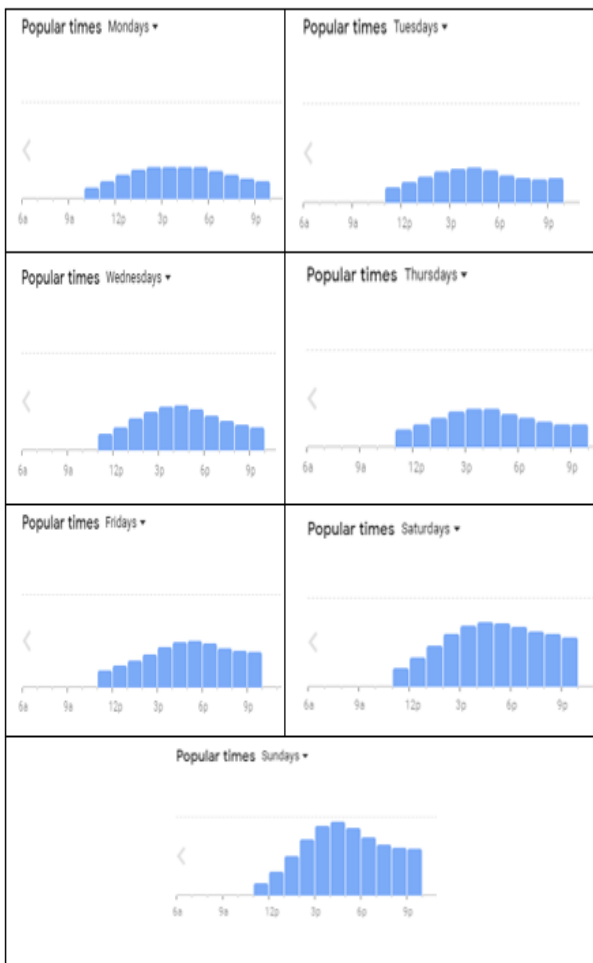 Popular times Mondays
6a 9a 12p 3p 6p 9p
Popular times Tuesdays
6a 9a 12p 3p 6p 9p
Popular times Wednesdays
6a 9a 12p 3p 6p 9p
Popular times Thursdays
6a 9a 12p 3p 6p 9p
Popular times Fridays
6a 9a 12p 3p 6p 9p
Popular times Saturdays
6a 9a 12p 3p 6p 9p
Popular times Sundays
6a 9a 12p 3p 6p 9p